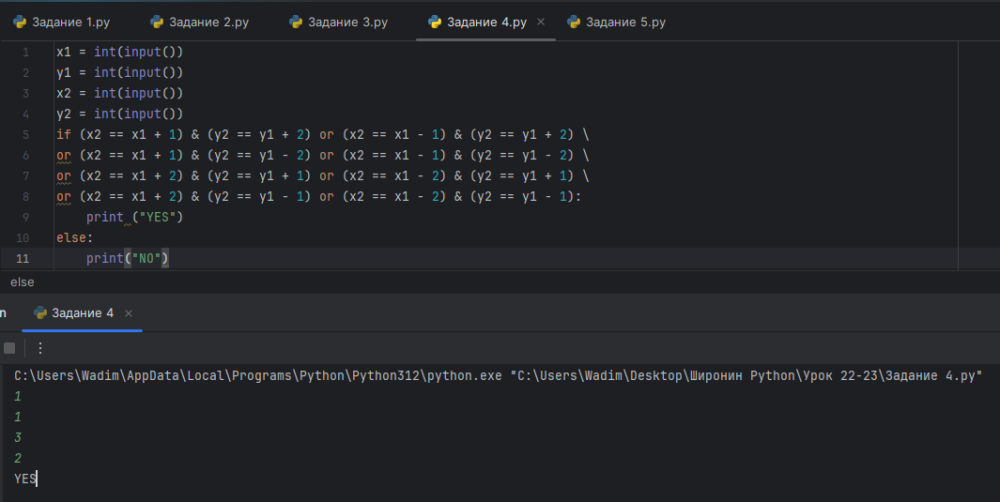 Задание 1.py Задание 2.py Задание 3.py Задание 4.py × Задание 5.py
1 x1 = int(input())
2 y1 = int(input())
3 x2 = int(input())
4 y2 = int(input())
5 if (x2 == x1 + 1) & (y2 == y1 + 2) or (x2 == x1 - 1) & (y2 == y1 + 2) \
6 or (x2 == x1 + 1) & (y2 == y1 - 2) or (x2 == x1 - 1) & (y2 == y1 - 2) \
7 or (x2 == x1 + 2) & (y2 == y1 + 1) or (x2 == x1 - 2) & (y2 == y1 + 1) \
8 or (x2 == x1 + 2) & (y2 == y1 - 1) or (x2 == x1 - 2) & (y2 == y1 - 1):
9     print ("YES")
10 else:
11     print("NO")
else
n Задание 4 ×
C:\Users\Wadim\AppData\Local\Programs\Python\Python312\python.exe "C:\Users\Wadim\Desktop\Широнин Python\Урок 22-23\Задание 4.py"
1
1
3
2
YES